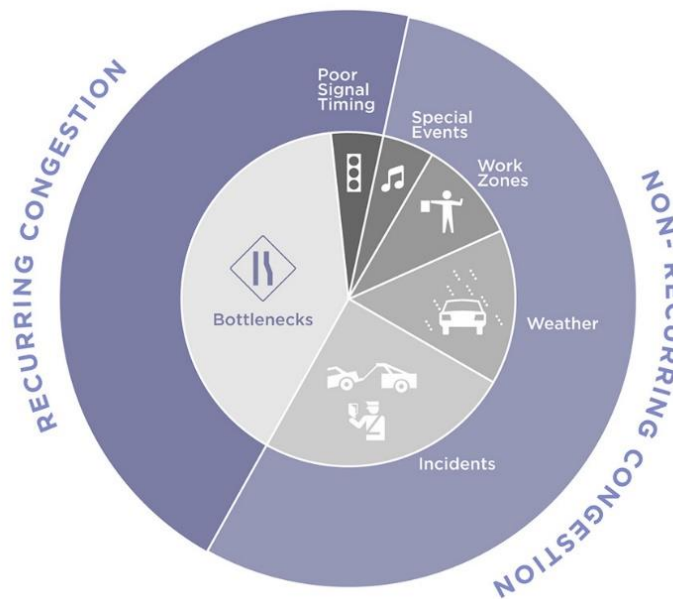 RECURRING CONGESTION
Poor
Signal
Timing
Special
Events
Work
Zones
NON- RECURRING CONGESTION
Bottlenecks
Weather
Incidents